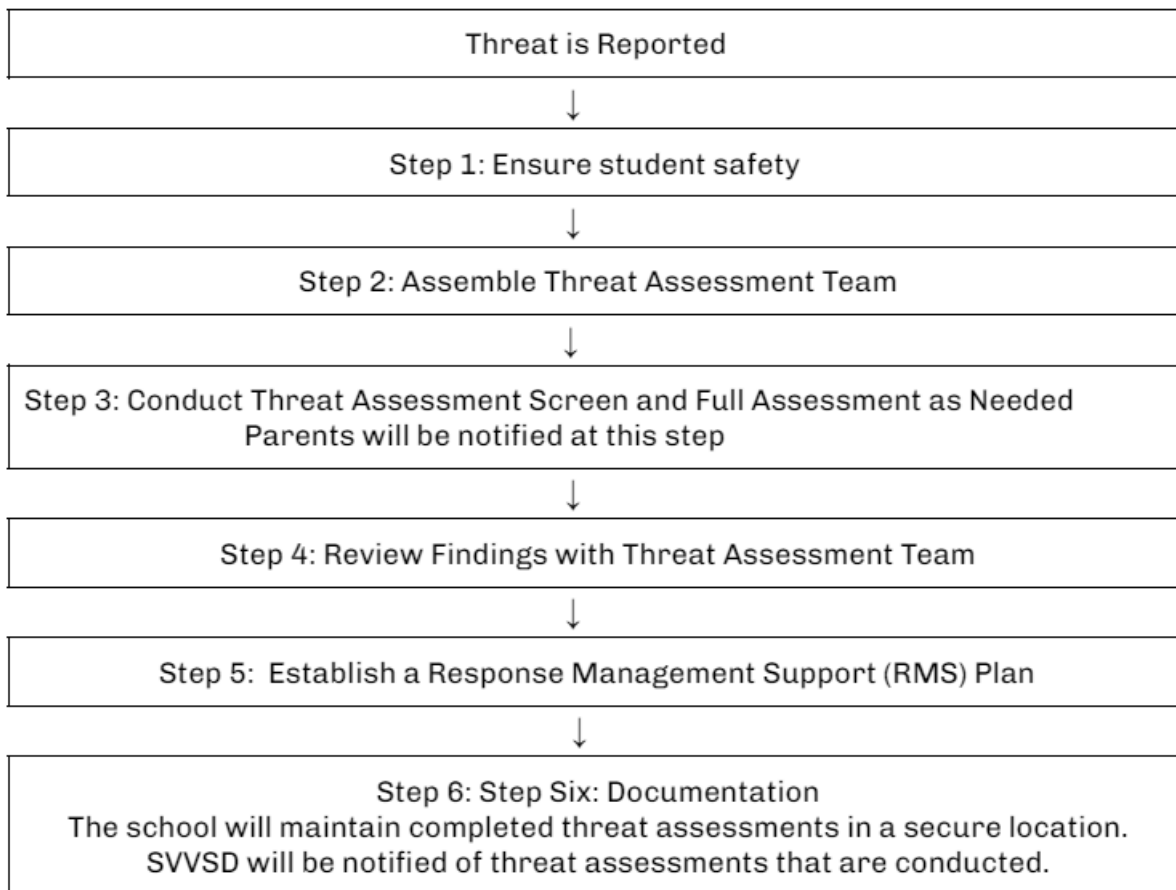 Threat is Reported
↓
Step 1: Ensure student safety
↓
Step 2: Assemble Threat Assessment Team
↓
Step 3: Conduct Threat Assessment Screen and Full Assessment as Needed
Parents will be notified at this step
↓
Step 4: Review Findings with Threat Assessment Team
↓
Step 5: Establish a Response Management Support (RMS) Plan
↓
Step 6: Step Six: Documentation
The school will maintain completed threat assessments in a secure location.
SVVSD will be notified of threat assessments that are conducted.